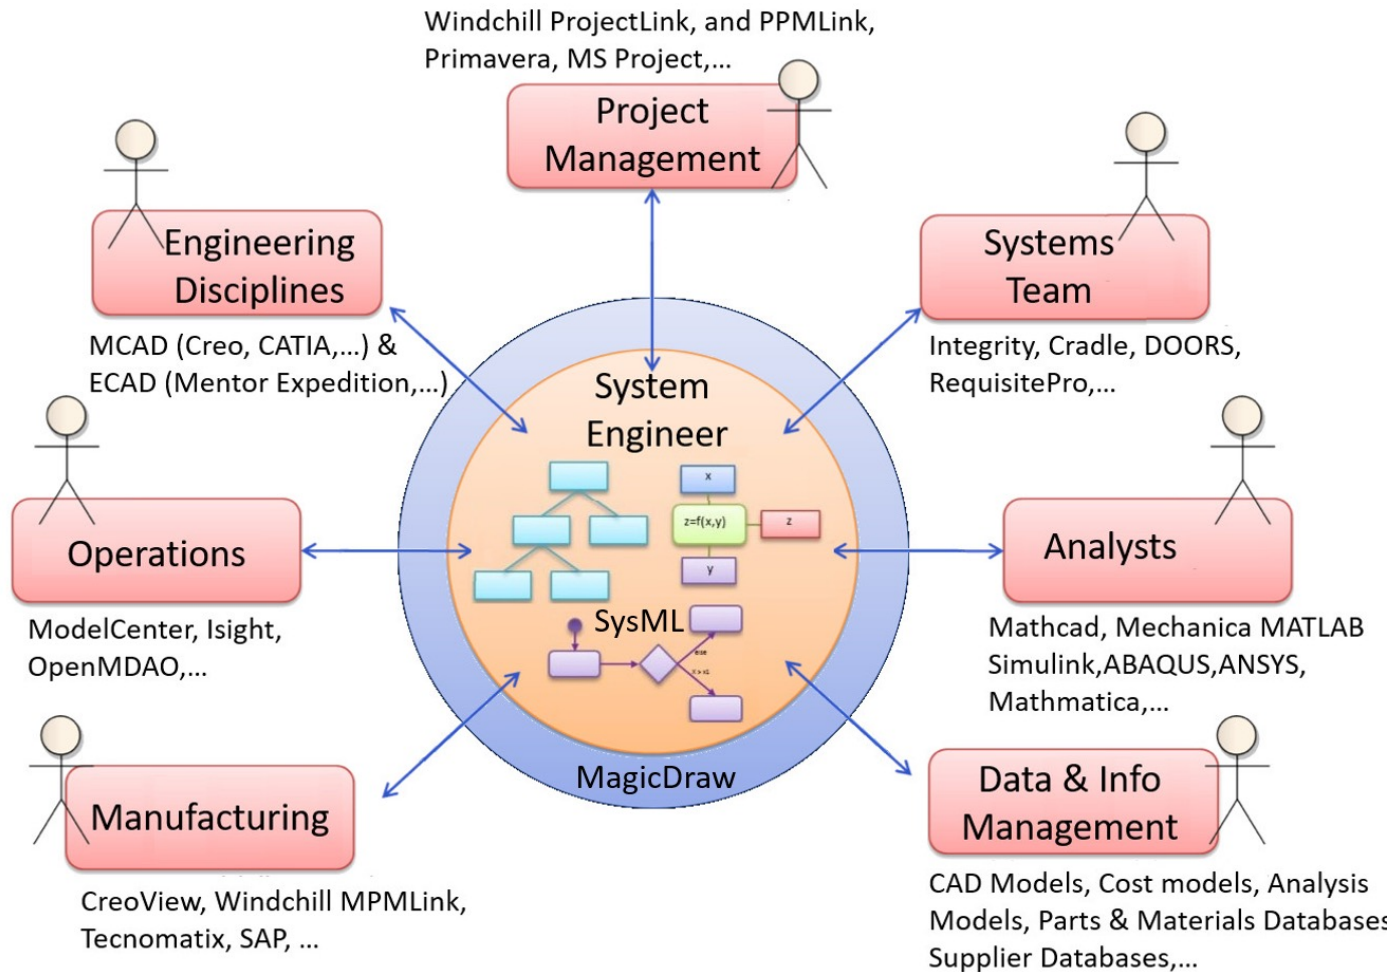 Windchill ProjectLink, and PPMLink,
Primavera, MS Project,...
Project
Management
Engineering
Disciplines
MCAD (Creo, CATIA,...) &
ECAD (Mentor Expedition,...)
Systems
Team
Integrity, Cradle, DOORS,
RequisitePro,...
System
Engineer
x
z=f(x,y)
z
y
SysML
else
X > x1
MagicDraw
Operations
ModelCenter, Isight,
OpenMDAO,...
Analysts
Mathcad, Mechanica MATLAB
Simulink,ABAQUS,ANSYS,
Mathmatica,...
Manufacturing
CreoView, Windchill MPMLink,
Tecnomatix, SAP, ...
Data & Info
Management
CAD Models, Cost models, Analysis
Models, Parts & Materials Databases
Supplier Databases,...